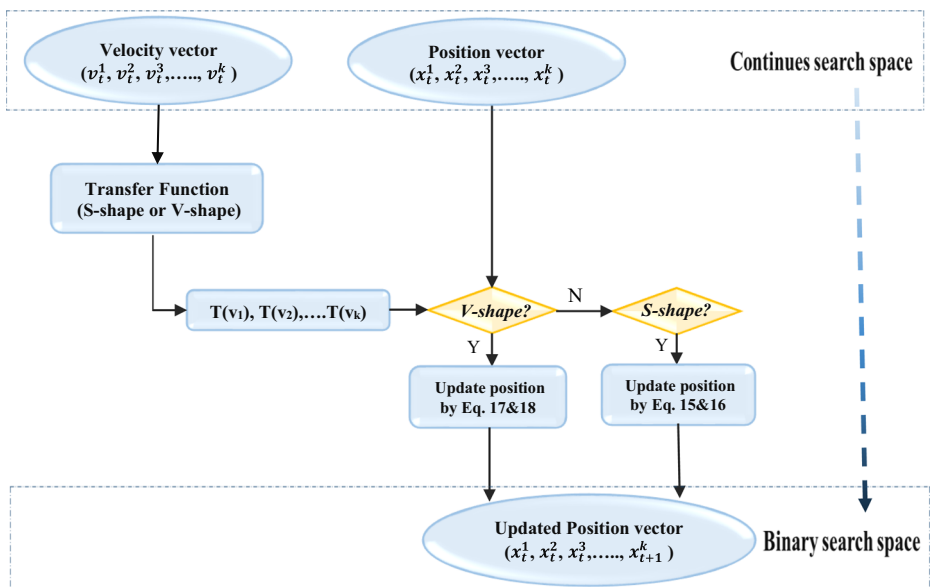 Velocity vector
(v_t^1, v_t^2, v_t^3,....., v_t^k )
Position vector
(x_t^1, x_t^2, x_t^3,....., x_t^k )
Continues search space
Transfer Function
(S-shape or V-shape)
T(v₁), T(v₂),....T(vₖ)
V-shape?
N
S-shape?
Y
Y
Update position
by Eq. 17&18
Update position
by Eq. 15&16
Updated Position vector
(x_t^1, x_t^2, x_t^3,....., x_{t+1}^k )
Binary search space